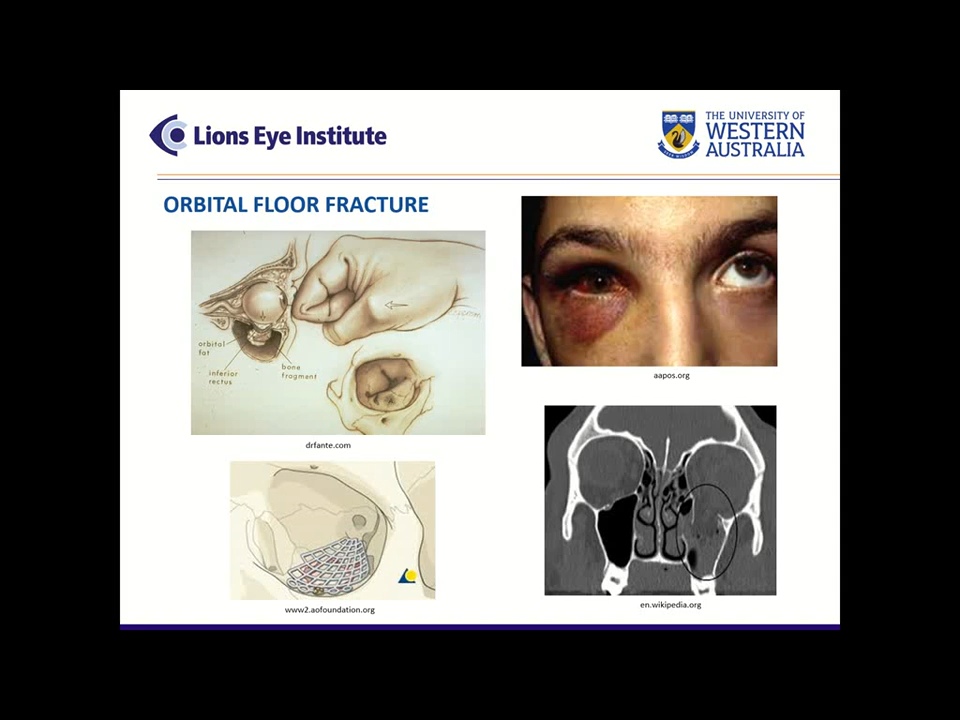 Lions Eye Institute
THE UNIVERSITY OF
WESTERN
AUSTRALIA
ORBITAL FLOOR FRACTURE
orbital
fat
inferior
rectus
bone
fragment
drfante.com
aapos.org
www2.aofoundation.org
en.wikipedia.org